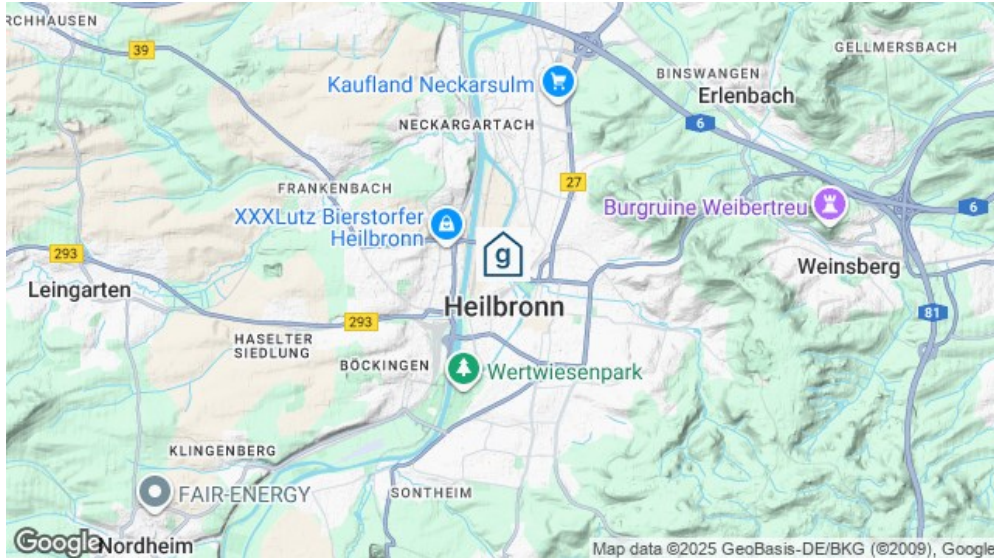 RCHHAUSEN
39
GELLMERSBACH
BINSWANGEN
Kaufland Neckarsulm
Erlenbach
NECKARGARTACH
6
27
FRANKENBACH
XXXLutz Bierstorfer
Heilbronn
Burgruine Weibertreu
6
293
g
Weinsberg
Leingarten
Heilbronn
81
293
HASELTER
SIEDLUNG
BÖCKINGEN
Wertwiesenpark
KLINGENBERG
FAIR-ENERGY
SONTHEIM
Google
Nordheim
Map data ©2025 GeoBasis-DE/BKG (©2009), Google